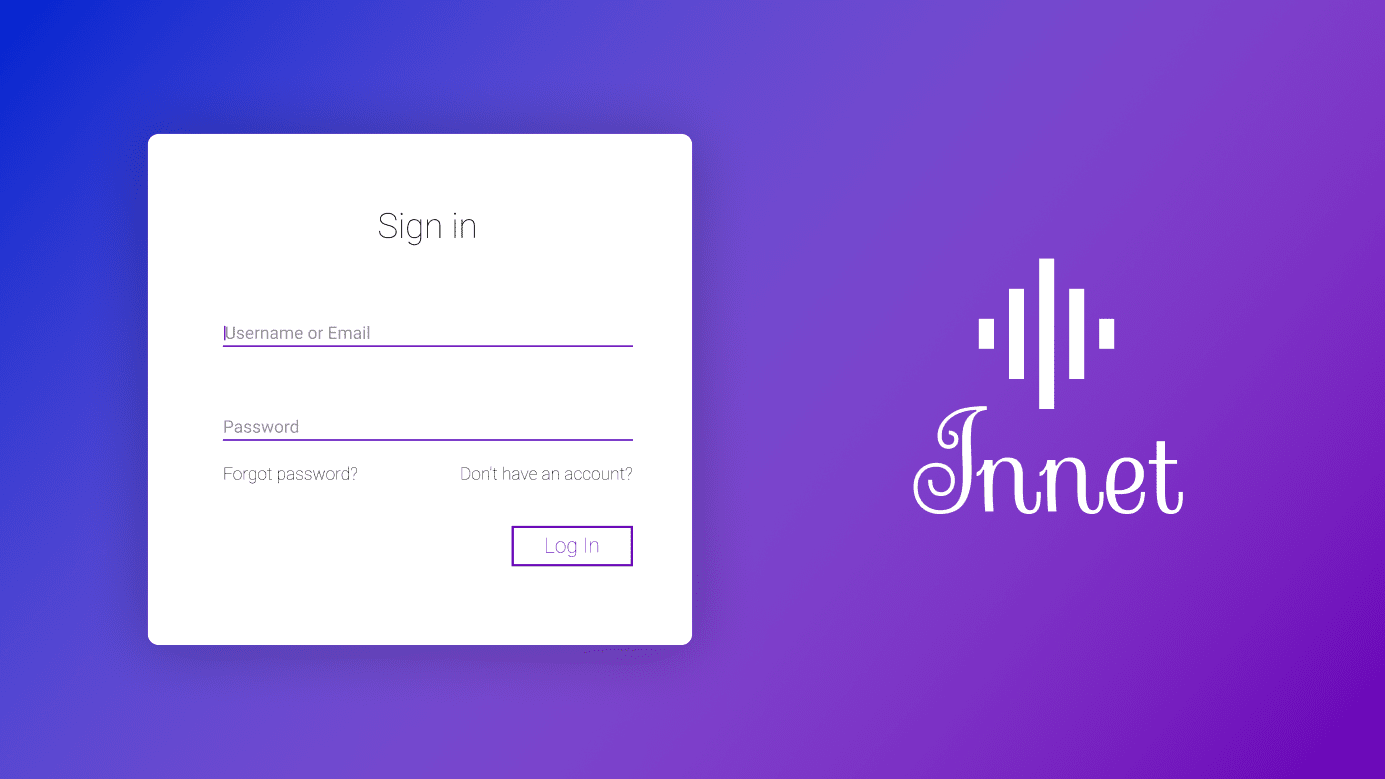 Sign in
Username or Email
Password
Forgot password? Don't have an account?
Log In
Innet